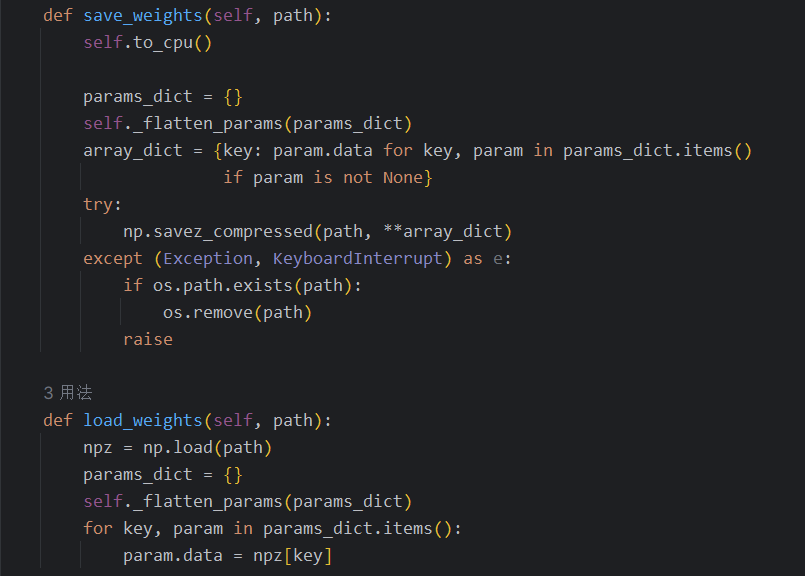 def save_weights(self, path):
    self.to_cpu()

    params_dict = {}
    self._flatten_params(params_dict)
    array_dict = {key: param.data for key, param in params_dict.items()
                  if param is not None}
    try:
        np.savez_compressed(path, **array_dict)
    except (Exception, KeyboardInterrupt) as e:
        if os.path.exists(path):
            os.remove(path)
        raise

3 用法
def load_weights(self, path):
    npz = np.load(path)
    params_dict = {}
    self._flatten_params(params_dict)
    for key, param in params_dict.items():
        param.data = npz[key]